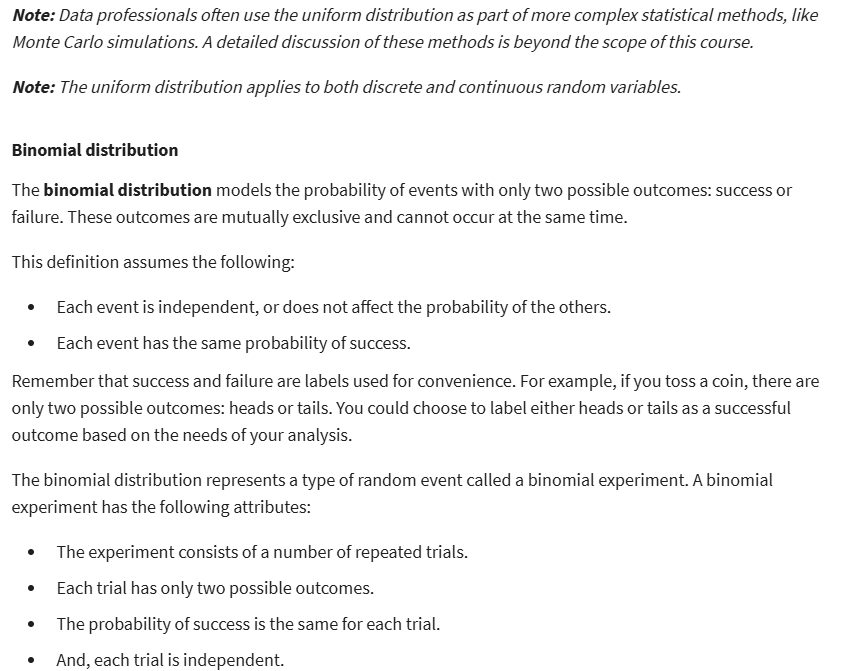 Note: Data professionals often use the uniform distribution as part of more complex statistical methods, like
Monte Carlo simulations. A detailed discussion of these methods is beyond the scope of this course.
Note: The uniform distribution applies to both discrete and continuous random variables.
Binomial distribution
The binomial distribution models the probability of events with only two possible outcomes: success or
failure. These outcomes are mutually exclusive and cannot occur at the same time.
This definition assumes the following:
• Each event is independent, or does not affect the probability of the others.
• Each event has the same probability of success.
Remember that success and failure are labels used for convenience. For example, if you toss a coin, there are
only two possible outcomes: heads or tails. You could choose to label either heads or tails as a successful
outcome based on the needs of your analysis.
The binomial distribution represents a type of random event called a binomial experiment. A binomial
experiment has the following attributes:
• The experiment consists of a number of repeated trials.
• Each trial has only two possible outcomes.
• The probability of success is the same for each trial.
• And, each trial is independent.